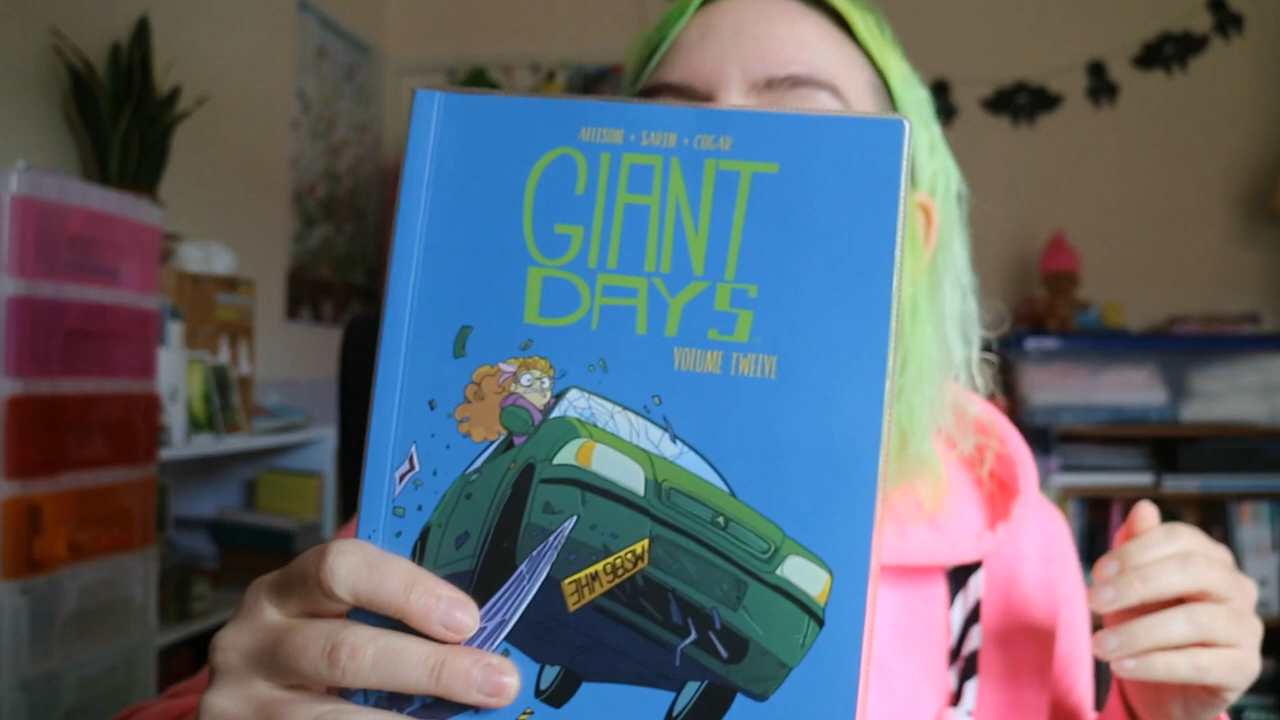 ALLISON • SARIN • COGAR
GIANT
DAYS
VOLUME TWELVE